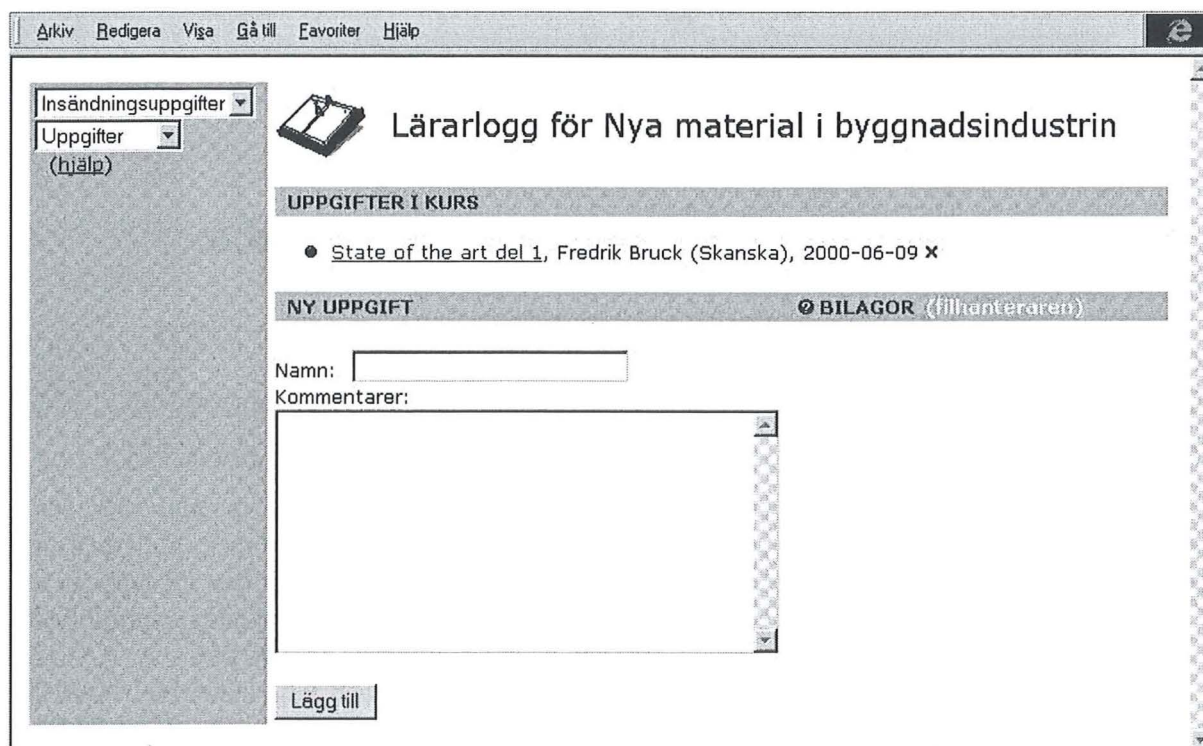 Arkiv Redigera Visa Gå till Favoriter Hjälp
Insändningsuppgifter
Uppgifter
(hjälp)
Lärarlogg för Nya material i byggnadsindustrin
UPPGIFTER I KURS
State of the art del 1, Fredrik Bruck (Skanska), 2000-06-09 ×
NY UPPGIFT
BILAGOR (filhanteraren)
Namn:
Kommentarer:
Lägg till